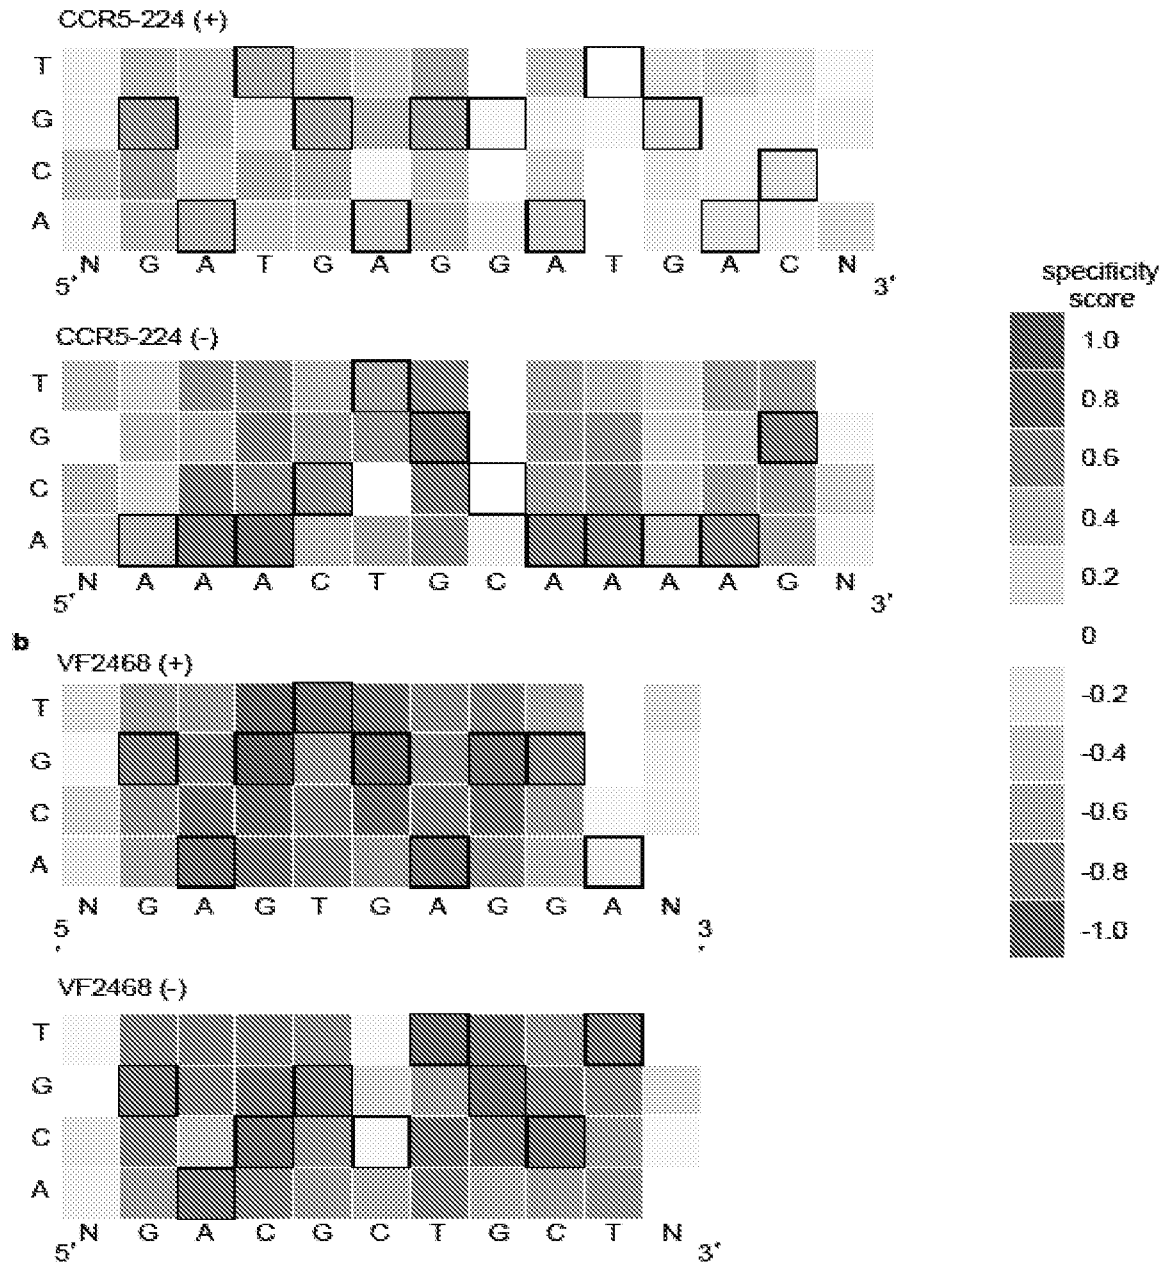 CCR5-224 (+)
T
G
C
A
N G A T G A G G A T G A C N
5' 3'
CCR5-224 (-)
T
G
C
A
N A A A C T G C A A A A G N
5' 3'
b
VF2468 (+)
T
G
C
A
N G A G T G A G G A N
5' 3'
VF2468 (-)
T
G
C
A
N G A C G C T G C T N
5' 3'
specificity
score
1.0
0.8
0.6
0.4
0.2
0
-0.2
-0.4
-0.6
-0.8
-1.0